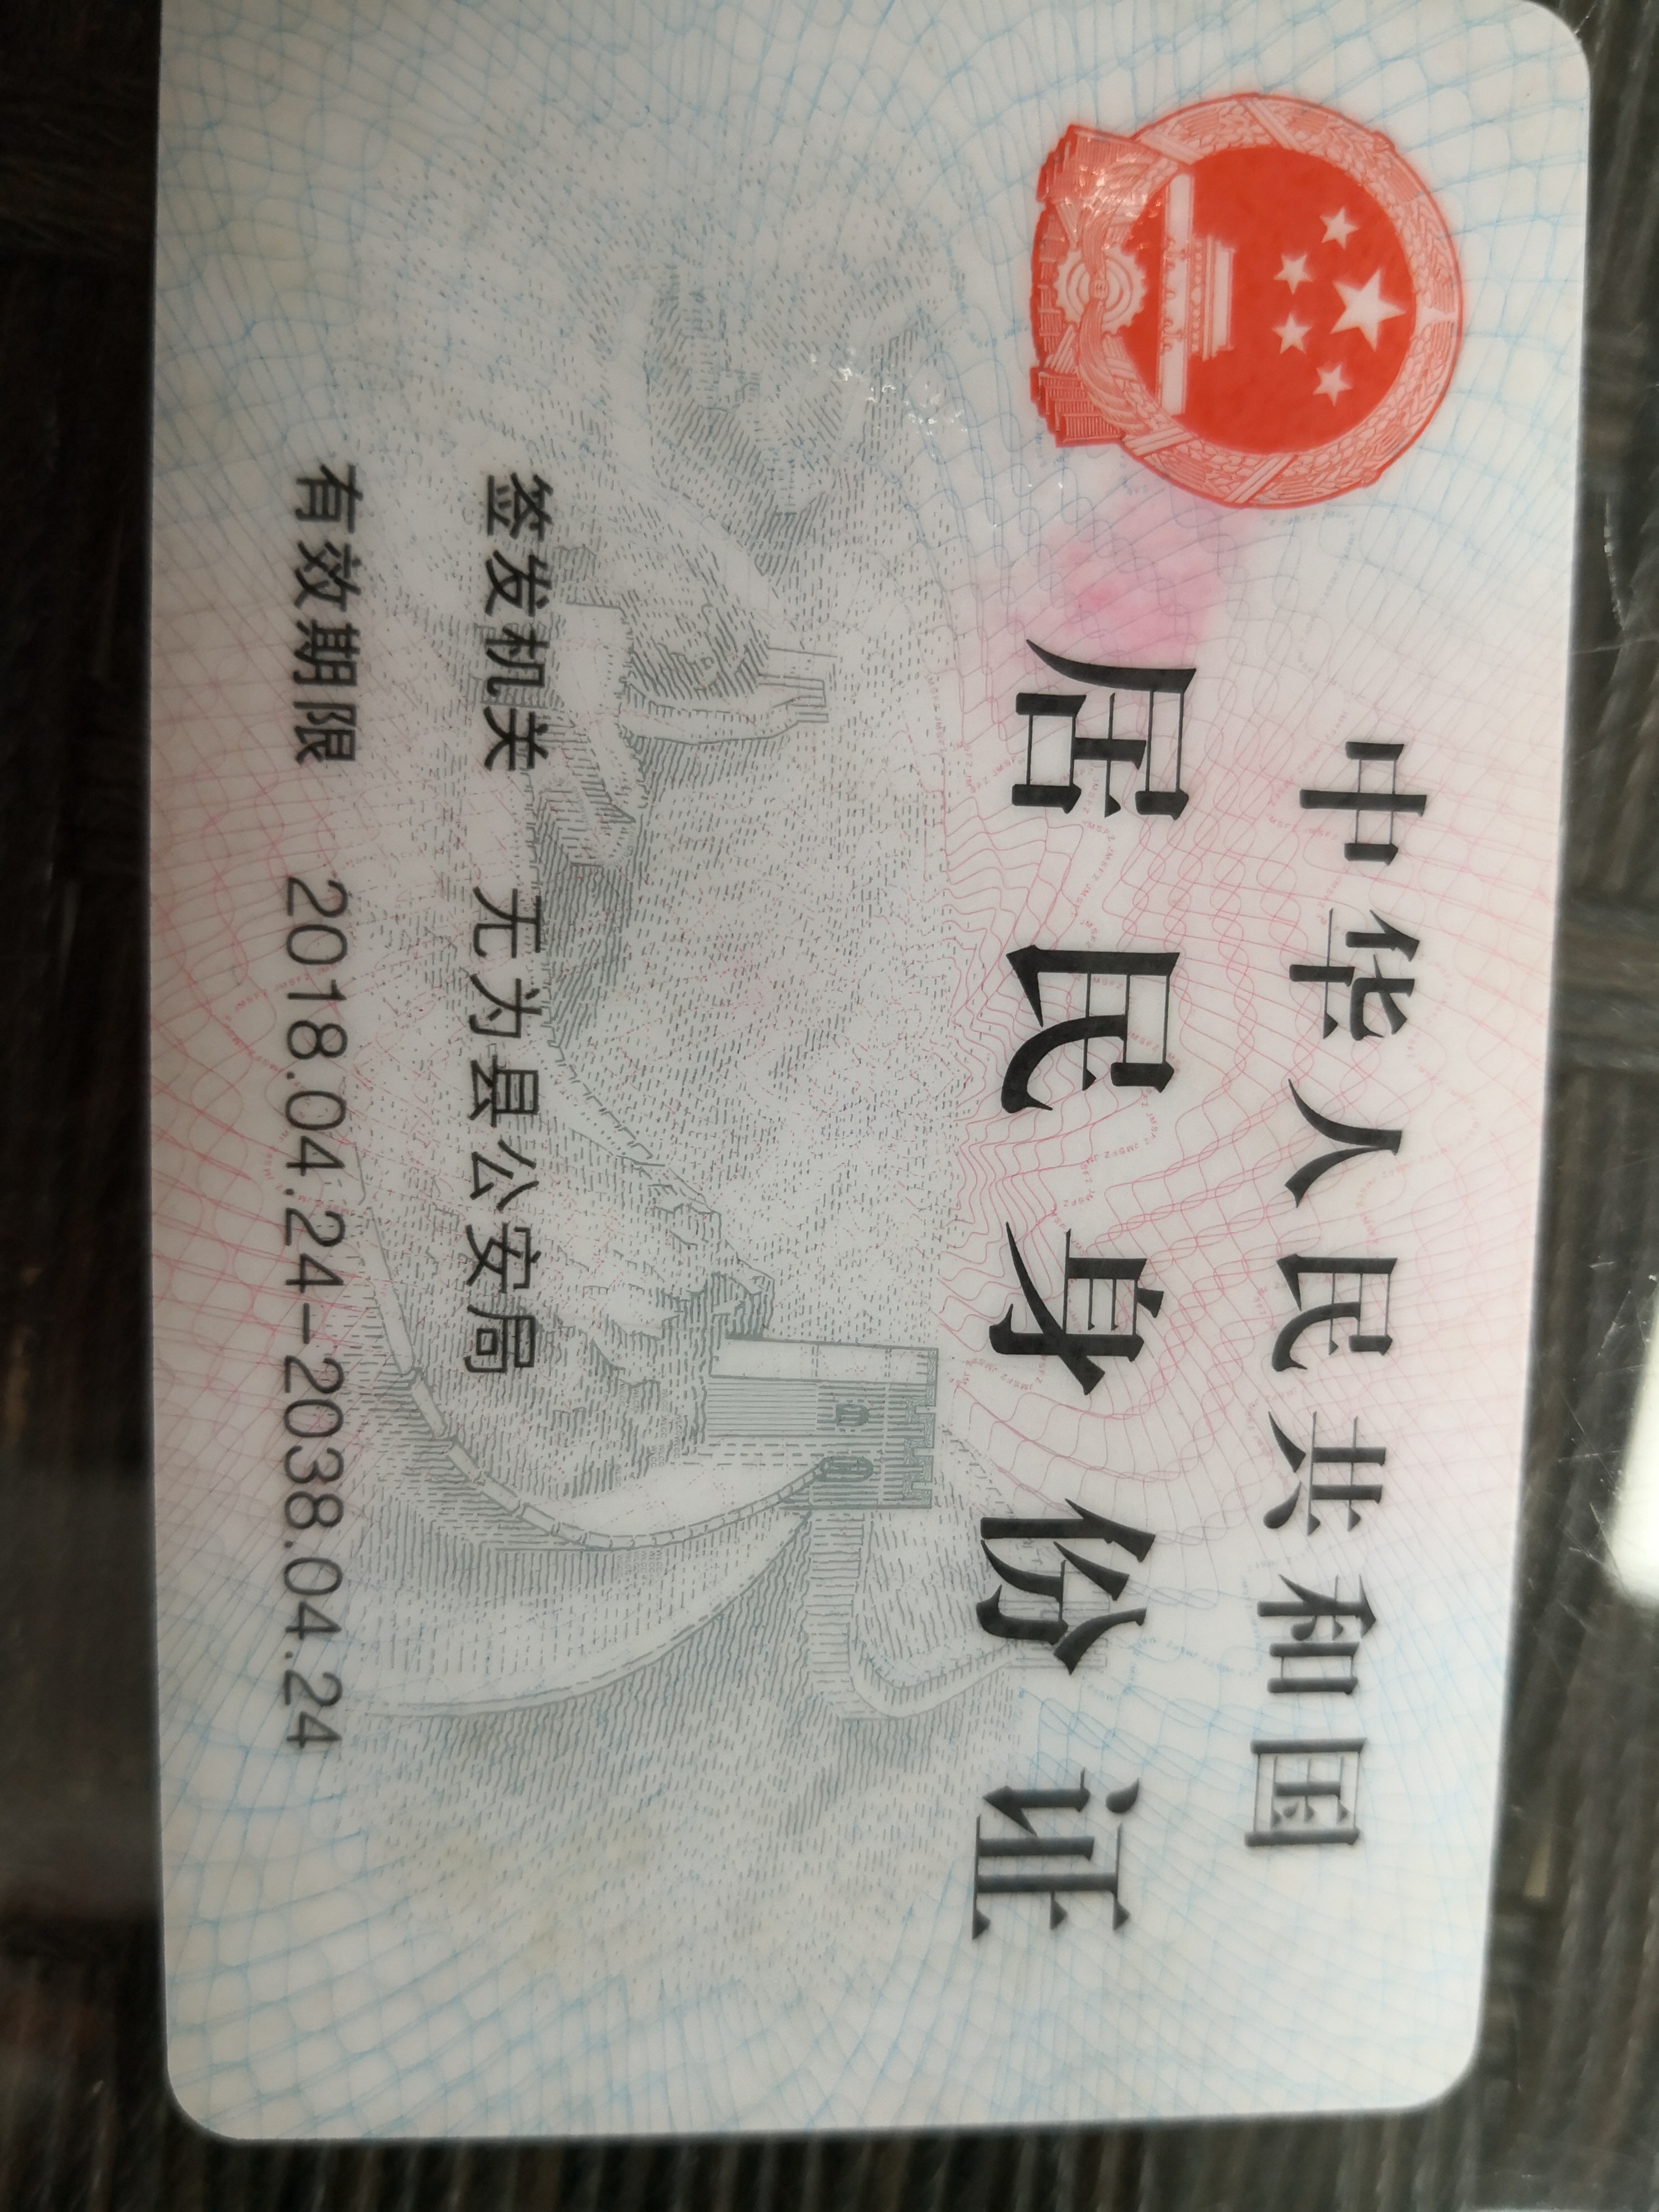 中华人民共和国
居民身份证
签发机关 无为县公安局
有效期限 2018.04.24-2038.04.24